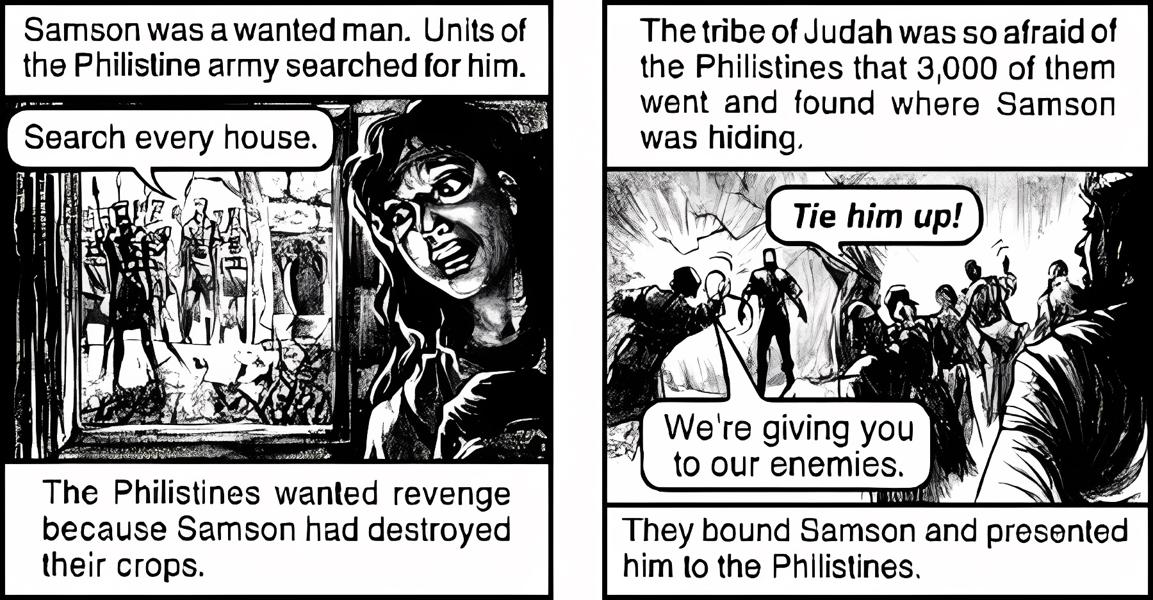 Samson was a wanted man. Units of
the Philistine army searched for him.
Search every house.
The Philistines wanted revenge
because Samson had destroyed
their crops.
The tribe of Judah was so afraid of
the Philistines that 3,000 of them
went and found where Samson
was hiding.
Tie him up!
We're giving you
to our enemies.
They bound Samson and presented
him to the Philistines.